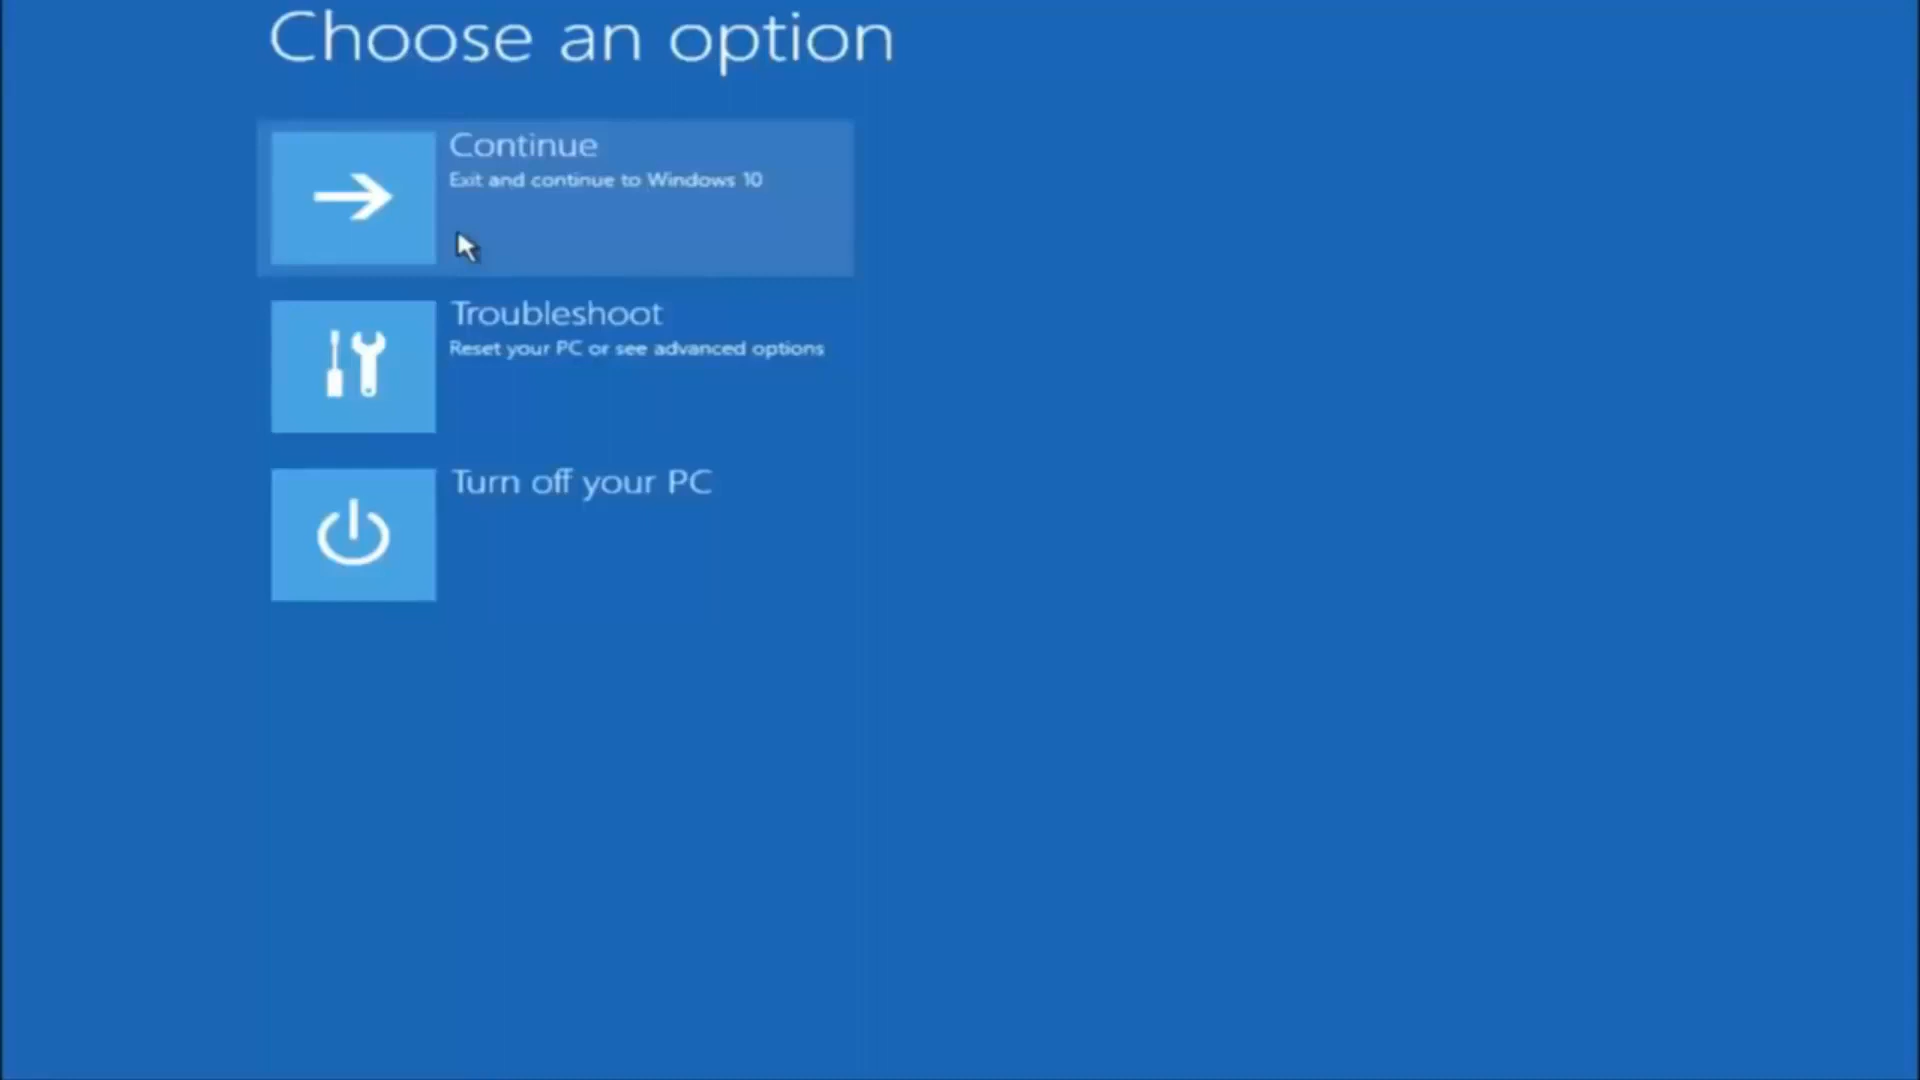 Choose an option
Continue
Exit and continue to Windows 10
Troubleshoot
Reset your PC or see advanced options
Turn off your PC